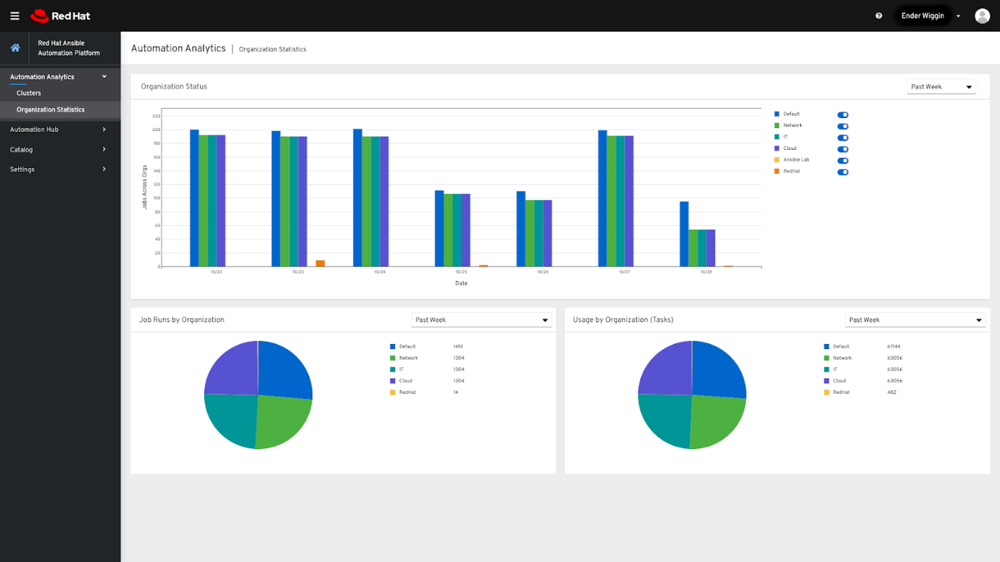 Red Hat
Ender Wiggin
Red Hat Ansible
Automation Platform
Automation Analytics
Clusters
Organization Statistics
Automation Hub
Catalog
Settings
Automation Analytics | Organization Statistics
Organization Status
Past Week
220
200
180
160
140
120
100
80
60
40
20
0
Jobs Across Orgs
10/22 10/23 10/24 10/25 10/26 10/27 10/28
Date
Default
Network
IT
Cloud
Ansible Lab
RedHat
Job Runs by Organization
Past Week
Default 1410
Network 1304
IT 1304
Cloud 1304
RedHat 14
Usage by Organization (Tasks)
Past Week
Default 67144
Network 63056
IT 63056
Cloud 63056
RedHat 482